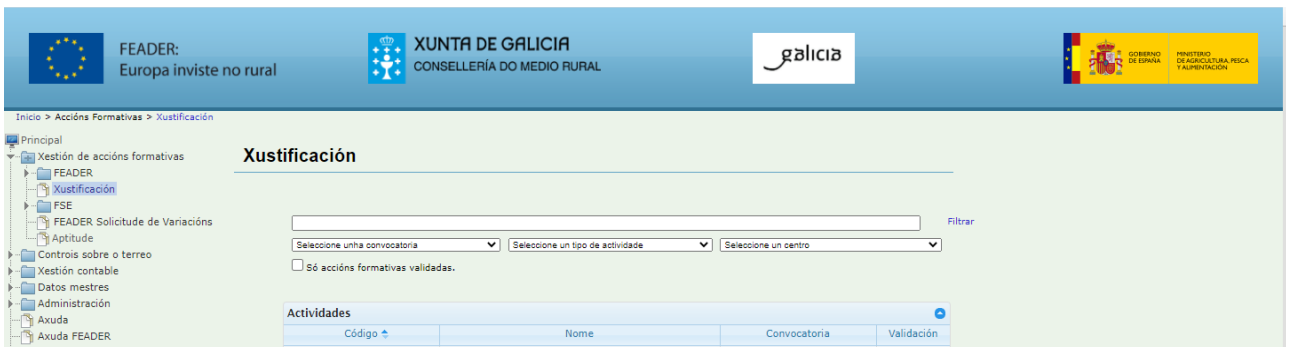 FEADER:
Europa inviste no rural
XUNTA DE GALICIA
CONSELLERÍA DO MEDIO RURAL
galicia
GOBIERNO
DE ESPAÑA
MINISTERIO
DE AGRICULTURA, PESCA
Y ALIMENTACIÓN
Inicio > Accións Formativas > Xustificación
Principal
Xestión de accións formativas
FEADER
Xustificación
FSE
FEADER Solicitude de Variacións
Aptitude
Controis sobre o terreo
Xestión contable
Datos mestres
Administración
Axuda
Axuda FEADER
Xustificación
Filtrar
Seleccione unha convocatoria
Seleccione un tipo de actividade
Seleccione un centro
Só accións formativas validadas.
Actividades
Código
Nome
Convocatoria
Validación